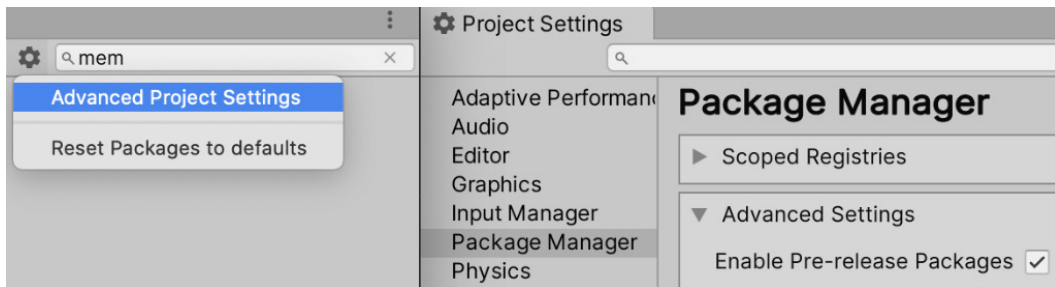 mem
Advanced Project Settings
Reset Packages to defaults
Project Settings
Adaptive Performan
Audio
Editor
Graphics
Input Manager
Package Manager
Physics
Package Manager
Scoped Registries
Advanced Settings
Enable Pre-release Packages